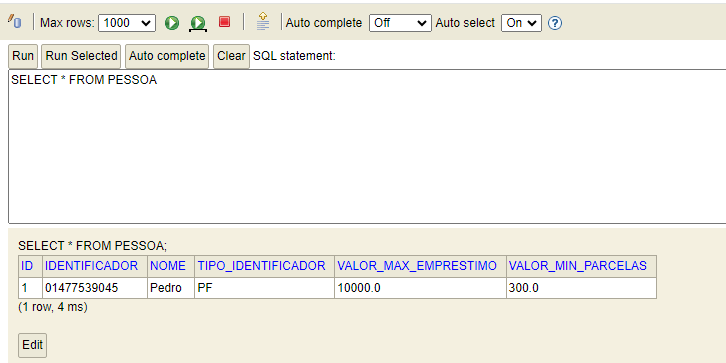 Max rows: 1000 Auto complete Off Auto select On ?
Run Run Selected Auto complete Clear SQL statement:
SELECT * FROM PESSOA
SELECT * FROM PESSOA;
ID IDENTIFICADOR NOME TIPO_IDENTIFICADOR VALOR_MAX_EMPRESTIMO VALOR_MIN_PARCELAS
1 01477539045 Pedro PF 10000.0 300.0
(1 row, 4 ms)
Edit